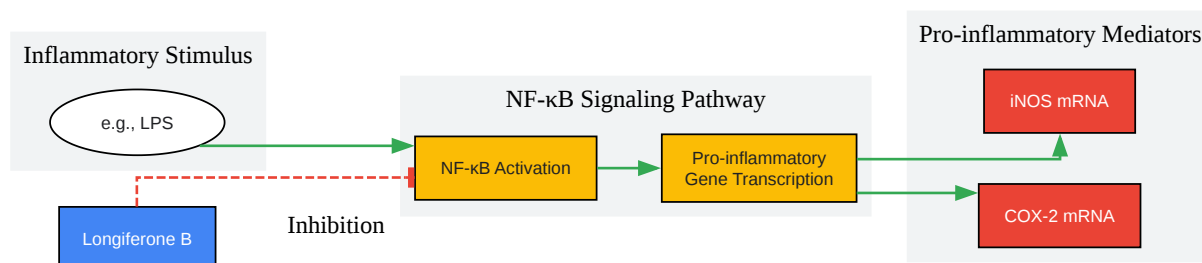 Inflammatory Stimulus
e.g., LPS
Longiferone B
Inhibition
NF-κB Signaling Pathway
NF-κB Activation
Pro-inflammatory
Gene Transcription
Pro-inflammatory Mediators
iNOS mRNA
COX-2 mRNA